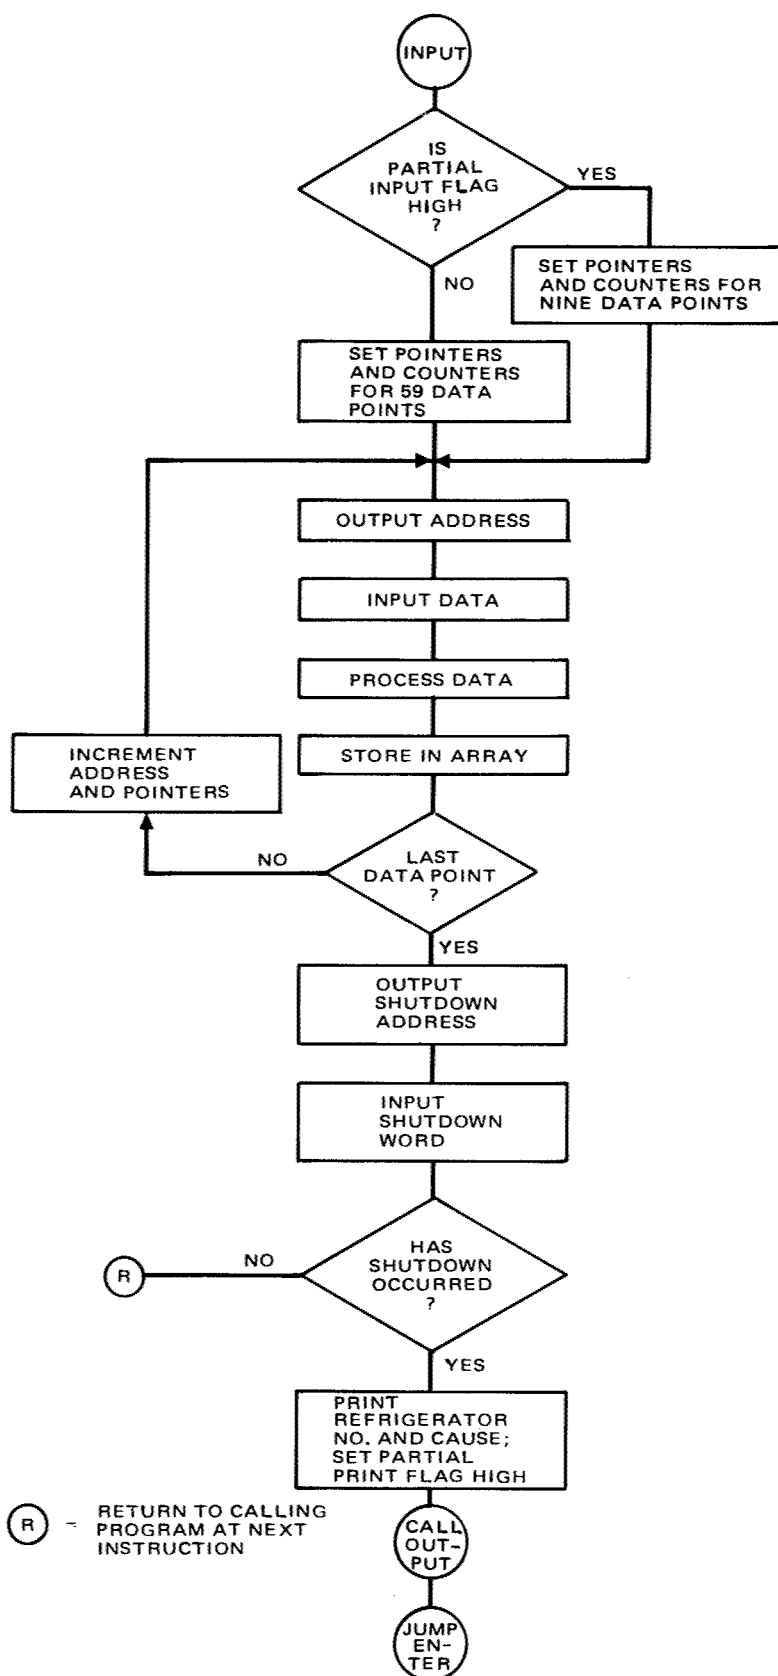 INPUT
IS
PARTIAL
INPUT FLAG
HIGH
?
YES
SET POINTERS
AND COUNTERS FOR
NINE DATA POINTS
NO
SET POINTERS
AND COUNTERS
FOR 59 DATA
POINTS
OUTPUT ADDRESS
INPUT DATA
PROCESS DATA
STORE IN ARRAY
INCREMENT
ADDRESS
AND POINTERS
NO
LAST
DATA POINT
?
YES
OUTPUT
SHUTDOWN
ADDRESS
INPUT
SHUTDOWN
WORD
HAS
SHUTDOWN
OCCURRED
?
NO
R
YES
PRINT
REFRIGERATOR
NO. AND CAUSE;
SET PARTIAL
PRINT FLAG HIGH
R - RETURN TO CALLING
PROGRAM AT NEXT
INSTRUCTION
CALL
OUT-
PUT
JUMP
EN-
TER